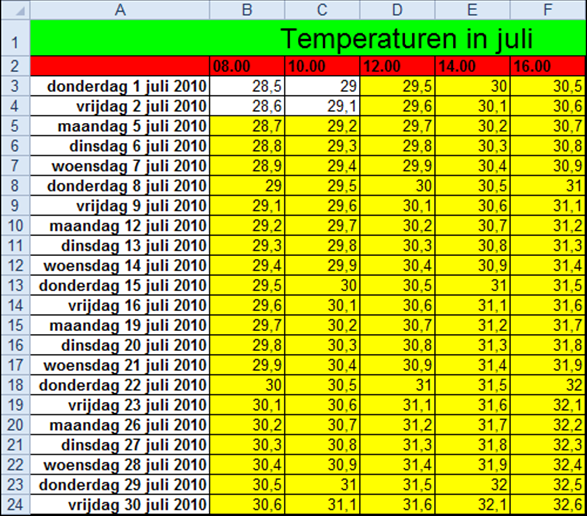 A B C D E F
1 Temperaturen in juli
2 08.00 10.00 12.00 14.00 16.00
3 donderdag 1 juli 2010 28,5 29 29,5 30 30,5
4 vrijdag 2 juli 2010 28,6 29,1 29,6 30,1 30,6
5 maandag 5 juli 2010 28,7 29,2 29,7 30,2 30,7
6 dinsdag 6 juli 2010 28,8 29,3 29,8 30,3 30,8
7 woensdag 7 juli 2010 28,9 29,4 29,9 30,4 30,9
8 donderdag 8 juli 2010 29 29,5 30 30,5 31
9 vrijdag 9 juli 2010 29,1 29,6 30,1 30,6 31,1
10 maandag 12 juli 2010 29,2 29,7 30,2 30,7 31,2
11 dinsdag 13 juli 2010 29,3 29,8 30,3 30,8 31,3
12 woensdag 14 juli 2010 29,4 29,9 30,4 30,9 31,4
13 donderdag 15 juli 2010 29,5 30 30,5 31 31,5
14 vrijdag 16 juli 2010 29,6 30,1 30,6 31,1 31,6
15 maandag 19 juli 2010 29,7 30,2 30,7 31,2 31,7
16 dinsdag 20 juli 2010 29,8 30,3 30,8 31,3 31,8
17 woensdag 21 juli 2010 29,9 30,4 30,9 31,4 31,9
18 donderdag 22 juli 2010 30 30,5 31 31,5 32
19 vrijdag 23 juli 2010 30,1 30,6 31,1 31,6 32,1
20 maandag 26 juli 2010 30,2 30,7 31,2 31,7 32,2
21 dinsdag 27 juli 2010 30,3 30,8 31,3 31,8 32,3
22 woensdag 28 juli 2010 30,4 30,9 31,4 31,9 32,4
23 donderdag 29 juli 2010 30,5 31 31,5 32 32,5
24 vrijdag 30 juli 2010 30,6 31,1 31,6 32,1 32,6